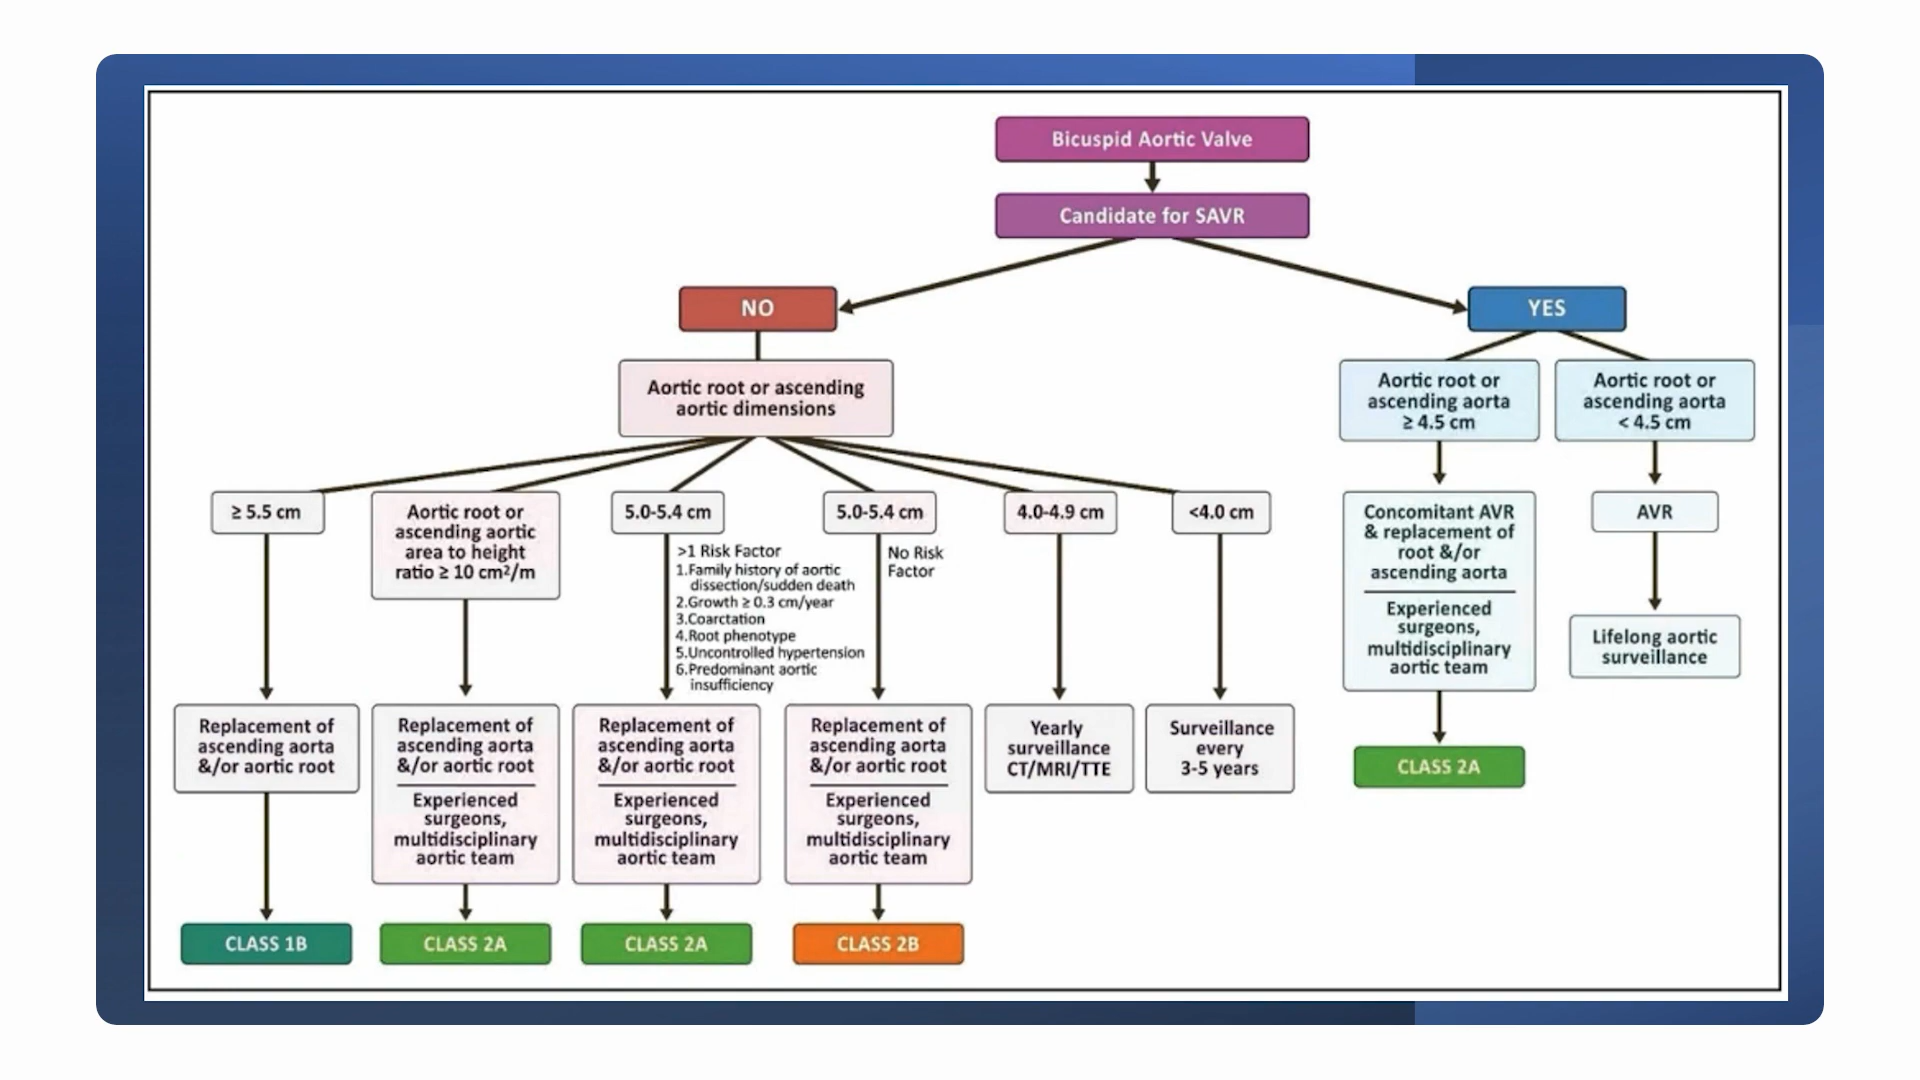 Bicuspid Aortic Valve
Candidate for SAVR
NO
YES
Aortic root or ascending
aortic dimensions
Aortic root or
ascending aorta
≥ 4.5 cm
Aortic root or
ascending aorta
< 4.5 cm
≥ 5.5 cm
Aortic root or
ascending aortic
area to height
ratio ≥ 10 cm²/m
5.0-5.4 cm
5.0-5.4 cm
4.0-4.9 cm
<4.0 cm
>1 Risk Factor
1.Family history of aortic
dissection/sudden death
2.Growth ≥ 0.3 cm/year
3.Coarctation
4.Root phenotype
5.Uncontrolled hypertension
6.Predominant aortic
insufficiency
No Risk
Factor
Concomitant AVR
& replacement of
root &/or
ascending aorta
Experienced
surgeons,
multidisciplinary
aortic team
AVR
Lifelong aortic
surveillance
Replacement of
ascending aorta
&/or aortic root
Replacement of
ascending aorta
&/or aortic root
Experienced
surgeons,
multidisciplinary
aortic team
Replacement of
ascending aorta
&/or aortic root
Experienced
surgeons,
multidisciplinary
aortic team
Replacement of
ascending aorta
&/or aortic root
Experienced
surgeons,
multidisciplinary
aortic team
Yearly
surveillance
CT/MRI/TTE
Surveillance
every
3-5 years
CLASS 2A
CLASS 1B
CLASS 2A
CLASS 2A
CLASS 2B